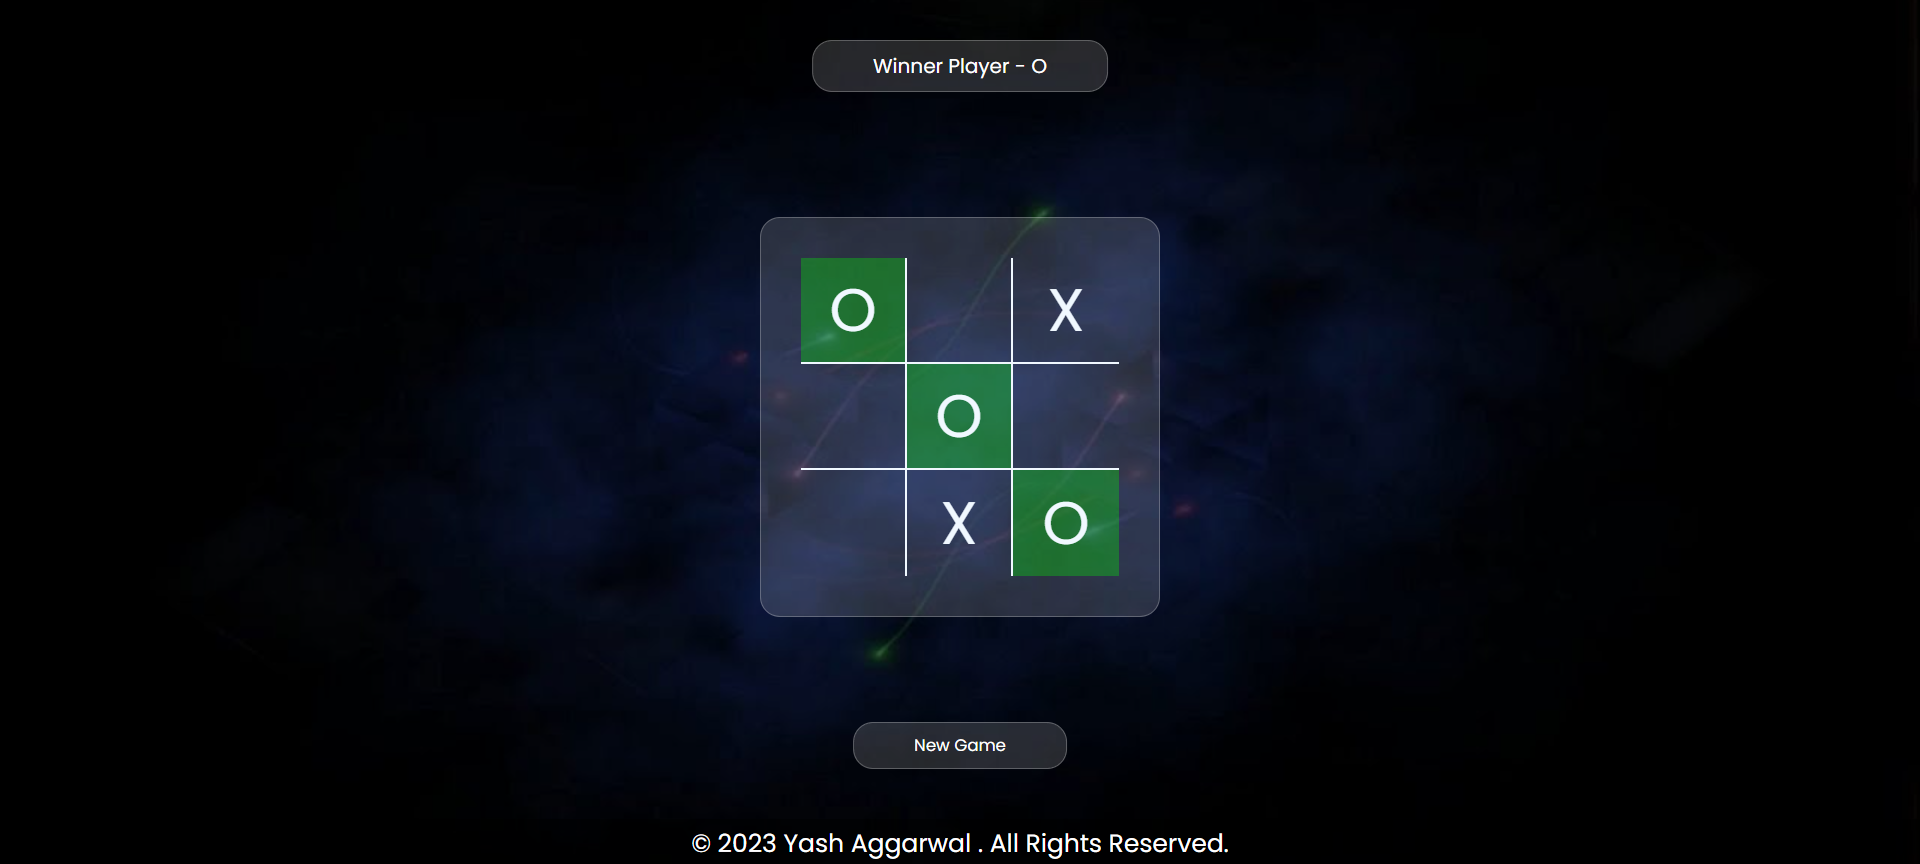 Winner Player - O
O X
O
X O
New Game
© 2023 Yash Aggarwal . All Rights Reserved.